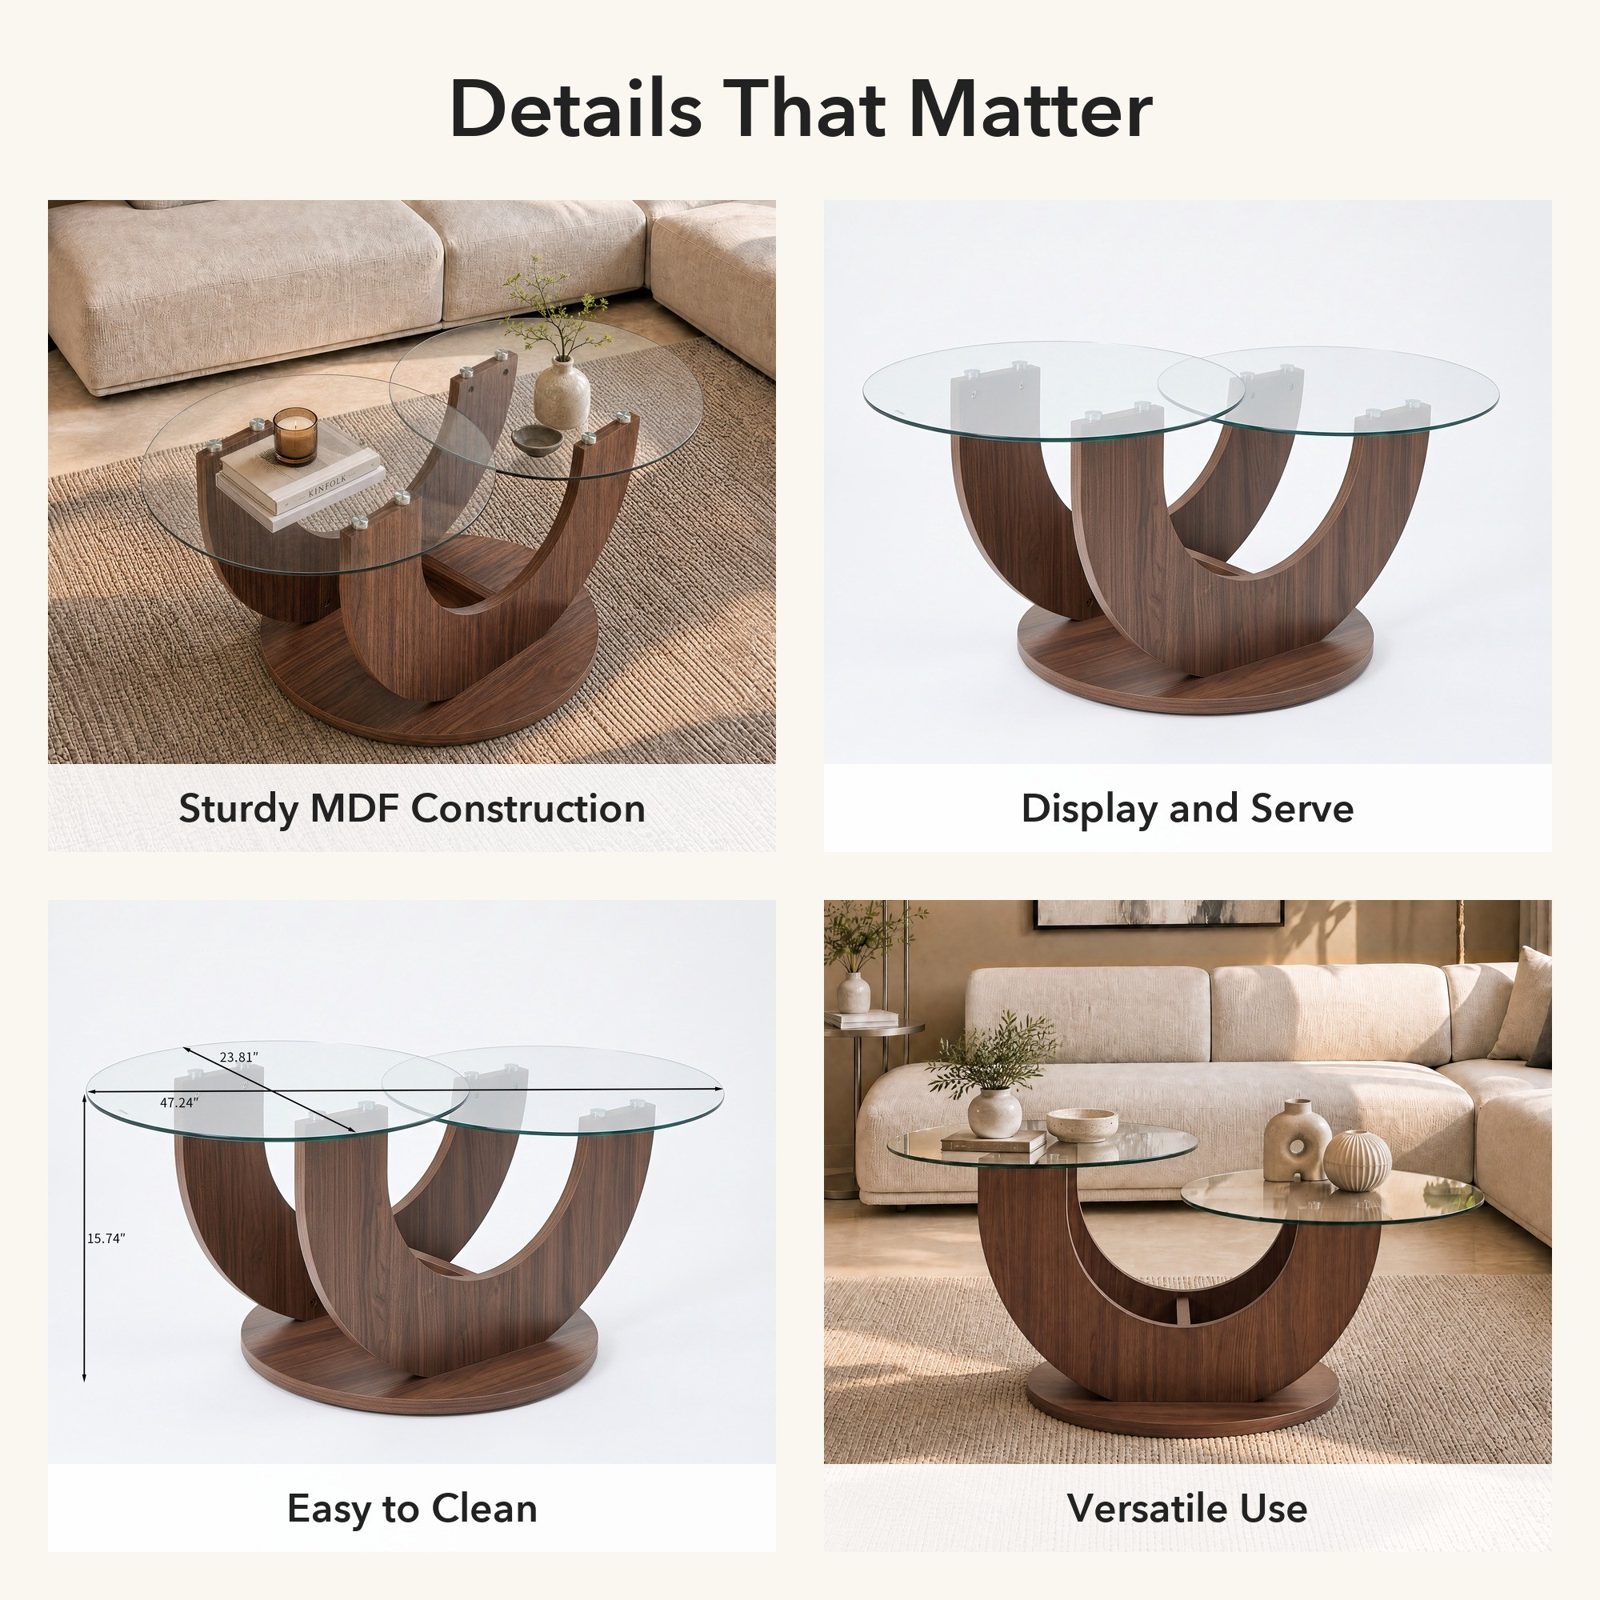 Details That Matter
KINFOLK
Sturdy MDF Construction
Display and Serve
23.81"
47.24"
15.74"
Easy to Clean
Versatile Use